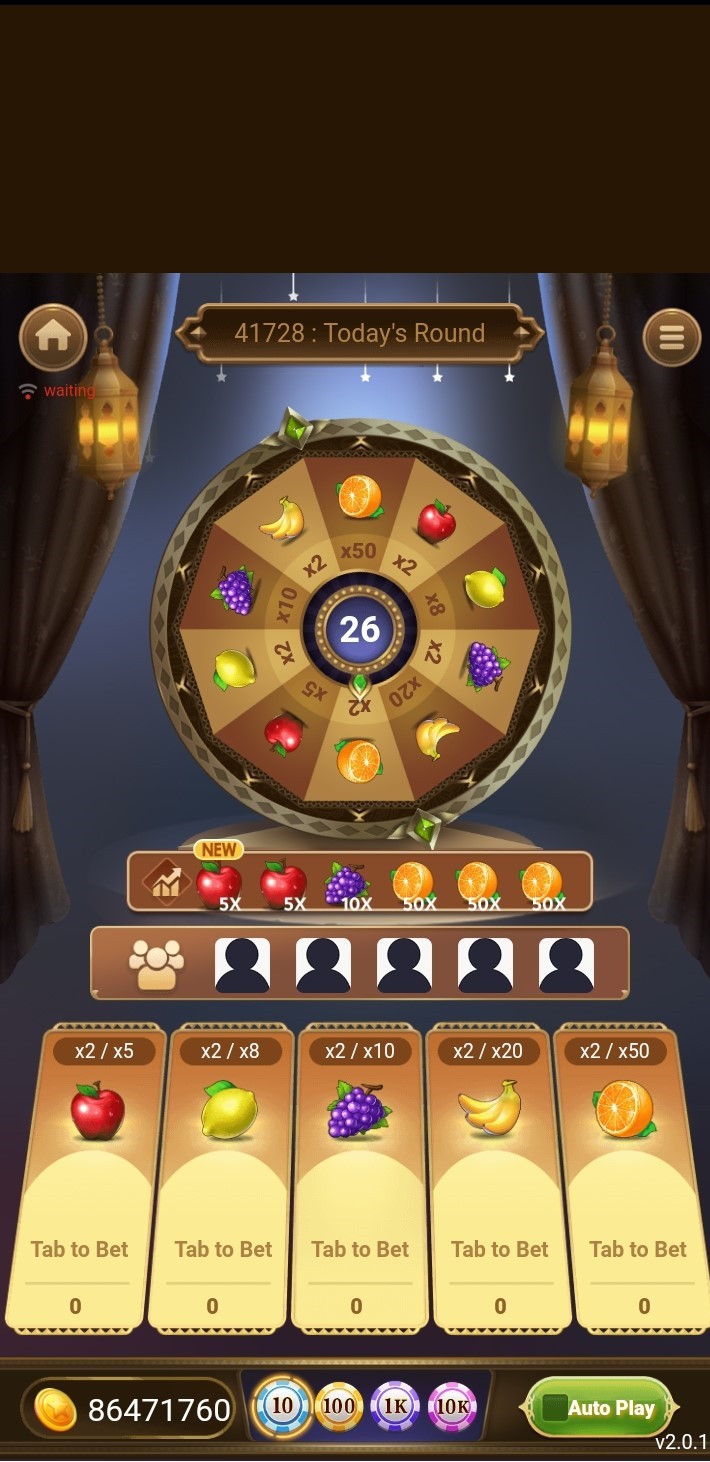 41728 : Today's Round
waiting
x50
x2
x2
x10
x8
x2
26
x2
x5
x20
x2
NEW
5X
5X
10X
50X
50X
50X
x2 / x5
x2 / x8
x2 / x10
x2 / x20
x2 / x50
Tab to Bet
Tab to Bet
Tab to Bet
Tab to Bet
Tab to Bet
0
0
0
0
0
86471760
10
100
1K
10K
Auto Play
v2.0.1